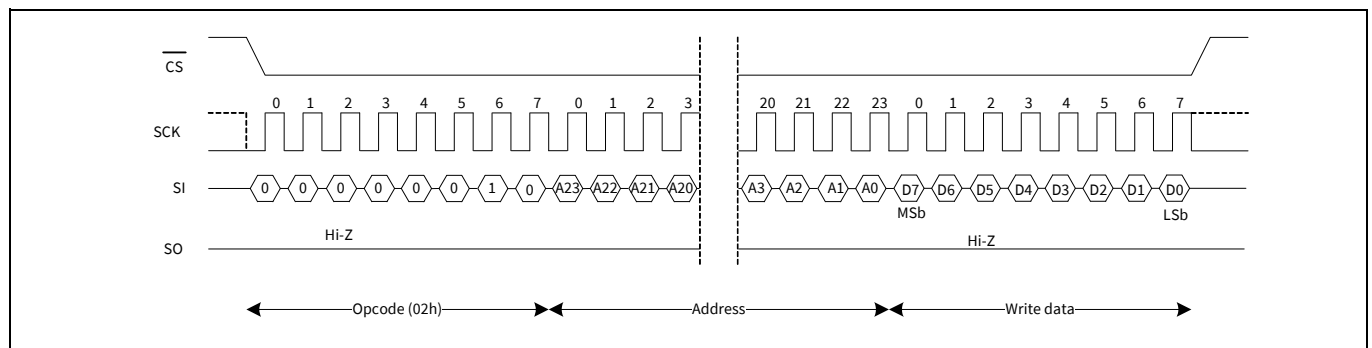 CS
0 1 2 3 4 5 6 7 0 1 2 3 20 21 22 23 0 1 2 3 4 5 6 7
SCK
SI 0 0 0 0 0 0 1 0 A23 A22 A21 A20 A3 A2 A1 A0 D7 D6 D5 D4 D3 D2 D1 D0
MSb LSb
Hi-Z Hi-Z
SO
Opcode (02h) Address Write data